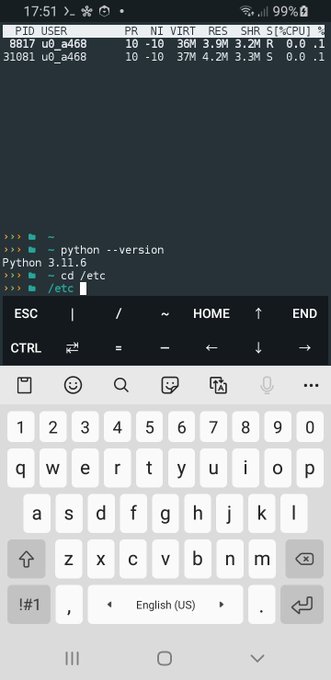 17:51 >_ 99%
PID USER PR NI VIRT RES SHR S[%CPU] %
8817 u0_a468 10 -10 36M 3.9M 3.2M R 0.0 .1
31081 u0_a468 10 -10 37M 4.2M 3.3M S 0.0 .1
››› ~
››› ~ python --version
Python 3.11.6
››› ~ cd /etc
››› /etc
ESC | / ~ HOME ↑ END
CTRL ⇄ = − ← ↓ →
1 2 3 4 5 6 7 8 9 0
q w e r t y u i o p
a s d f g h j k l
z x c v b n m
!#1 , English (US) .